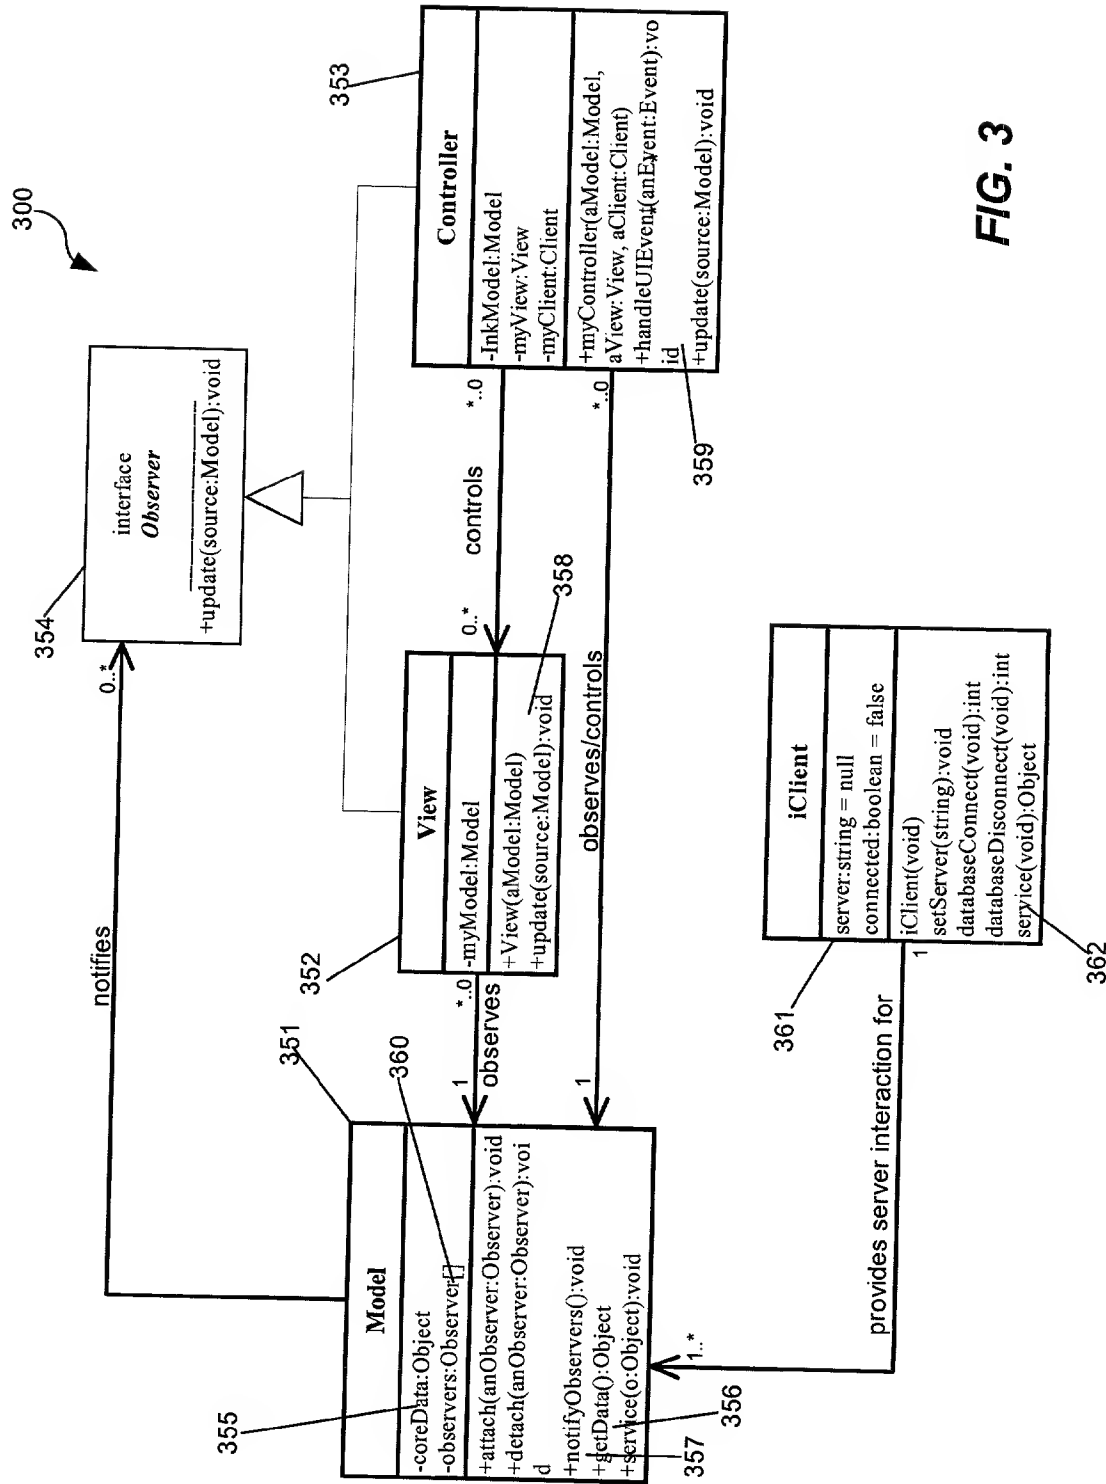 300
354
interface
Observer
+update(source:Model):void
0..*
notifies
353
Controller
-InkModel:Model
-myView:View
-myClient:Client
+myController(aModel:Model,
aView:View, aClient:Client)
+handleUIEvent(anEvent:Event):vo
id
+update(source:Model):void
359
*..0
*..0
controls
0..*
352
View
-myModel:Model
+View(aModel:Model)
+update(source:Model):void
358
*..0
observes
1
observes/controls
1
351
360
Model
-coreData:Object
-observers:Observer[]
+attach(anObserver:Observer):void
+detach(anObserver:Observer):voi
d
+notifyObservers():void
+getData():Object
+service(o:Object):void
355
357
356
1..*
provides server interaction for
1
361
iClient
server:string = null
connected:boolean = false
iClient(void)
setServer(string):void
databaseConnect(void):int
databaseDisconnect(void):int
service(void):Object
362
FIG. 3